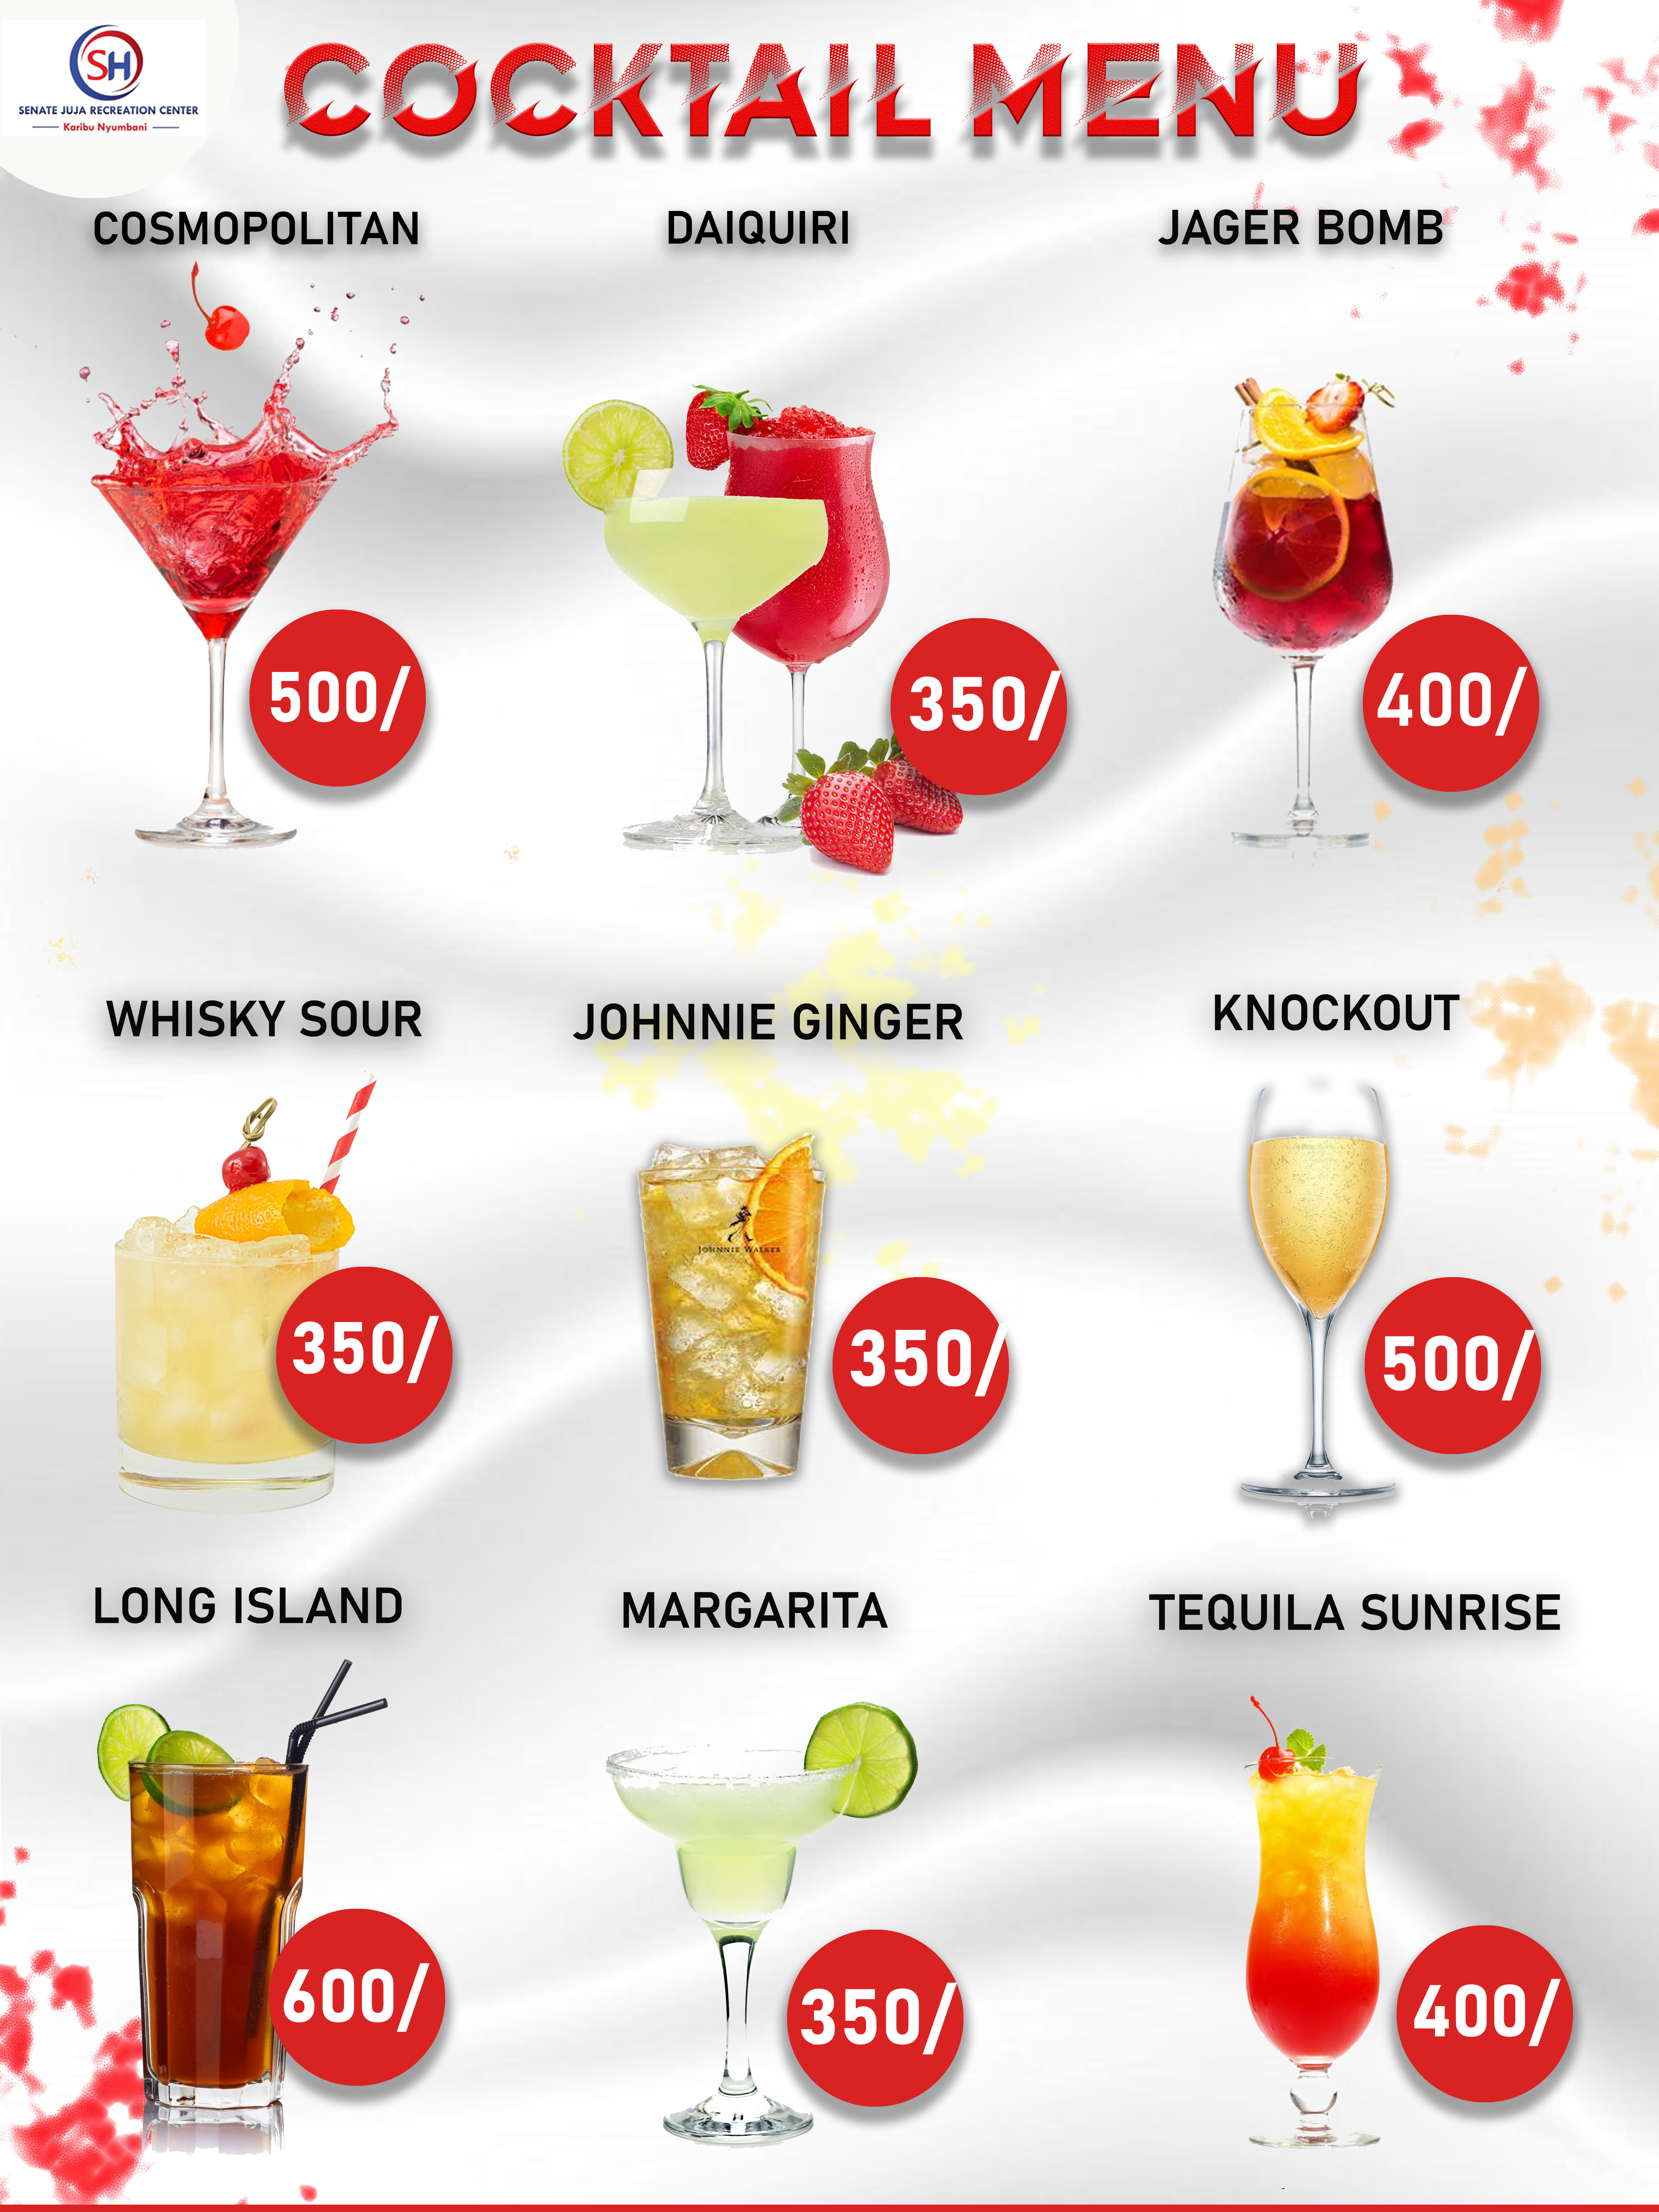 SH
SENATE JUJA RECREATION CENTER
Karibu Nyumbani
COCKTAIL MENU
COSMOPOLITAN
500/
DAIQUIRI
350/
JAGER BOMB
400/
WHISKY SOUR
350/
JOHNNIE GINGER
JOHNNIE WALKER
350/
KNOCKOUT
500/
LONG ISLAND
600/
MARGARITA
350/
TEQUILA SUNRISE
400/